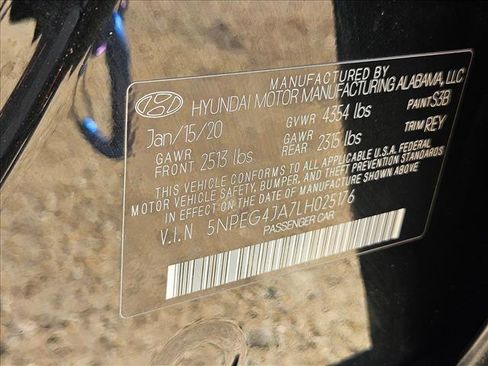 MANUFACTURED BY
HYUNDAI MOTOR MANUFACTURING ALABAMA, LLC
Jan/15/20 GVWR 4354 lbs PAINT S3B
GAWR FRONT 2513 lbs GAWR REAR 2315 lbs TRIM REY
THIS VEHICLE CONFORMS TO ALL APPLICABLE U.S.A. FEDERAL
MOTOR VEHICLE SAFETY, BUMPER, AND THEFT PREVENTION STANDARDS
IN EFFECT ON THE DATE OF MANUFACTURE SHOWN ABOVE.
V.I.N 5NPEG4JA7LH025176
PASSENGER CAR